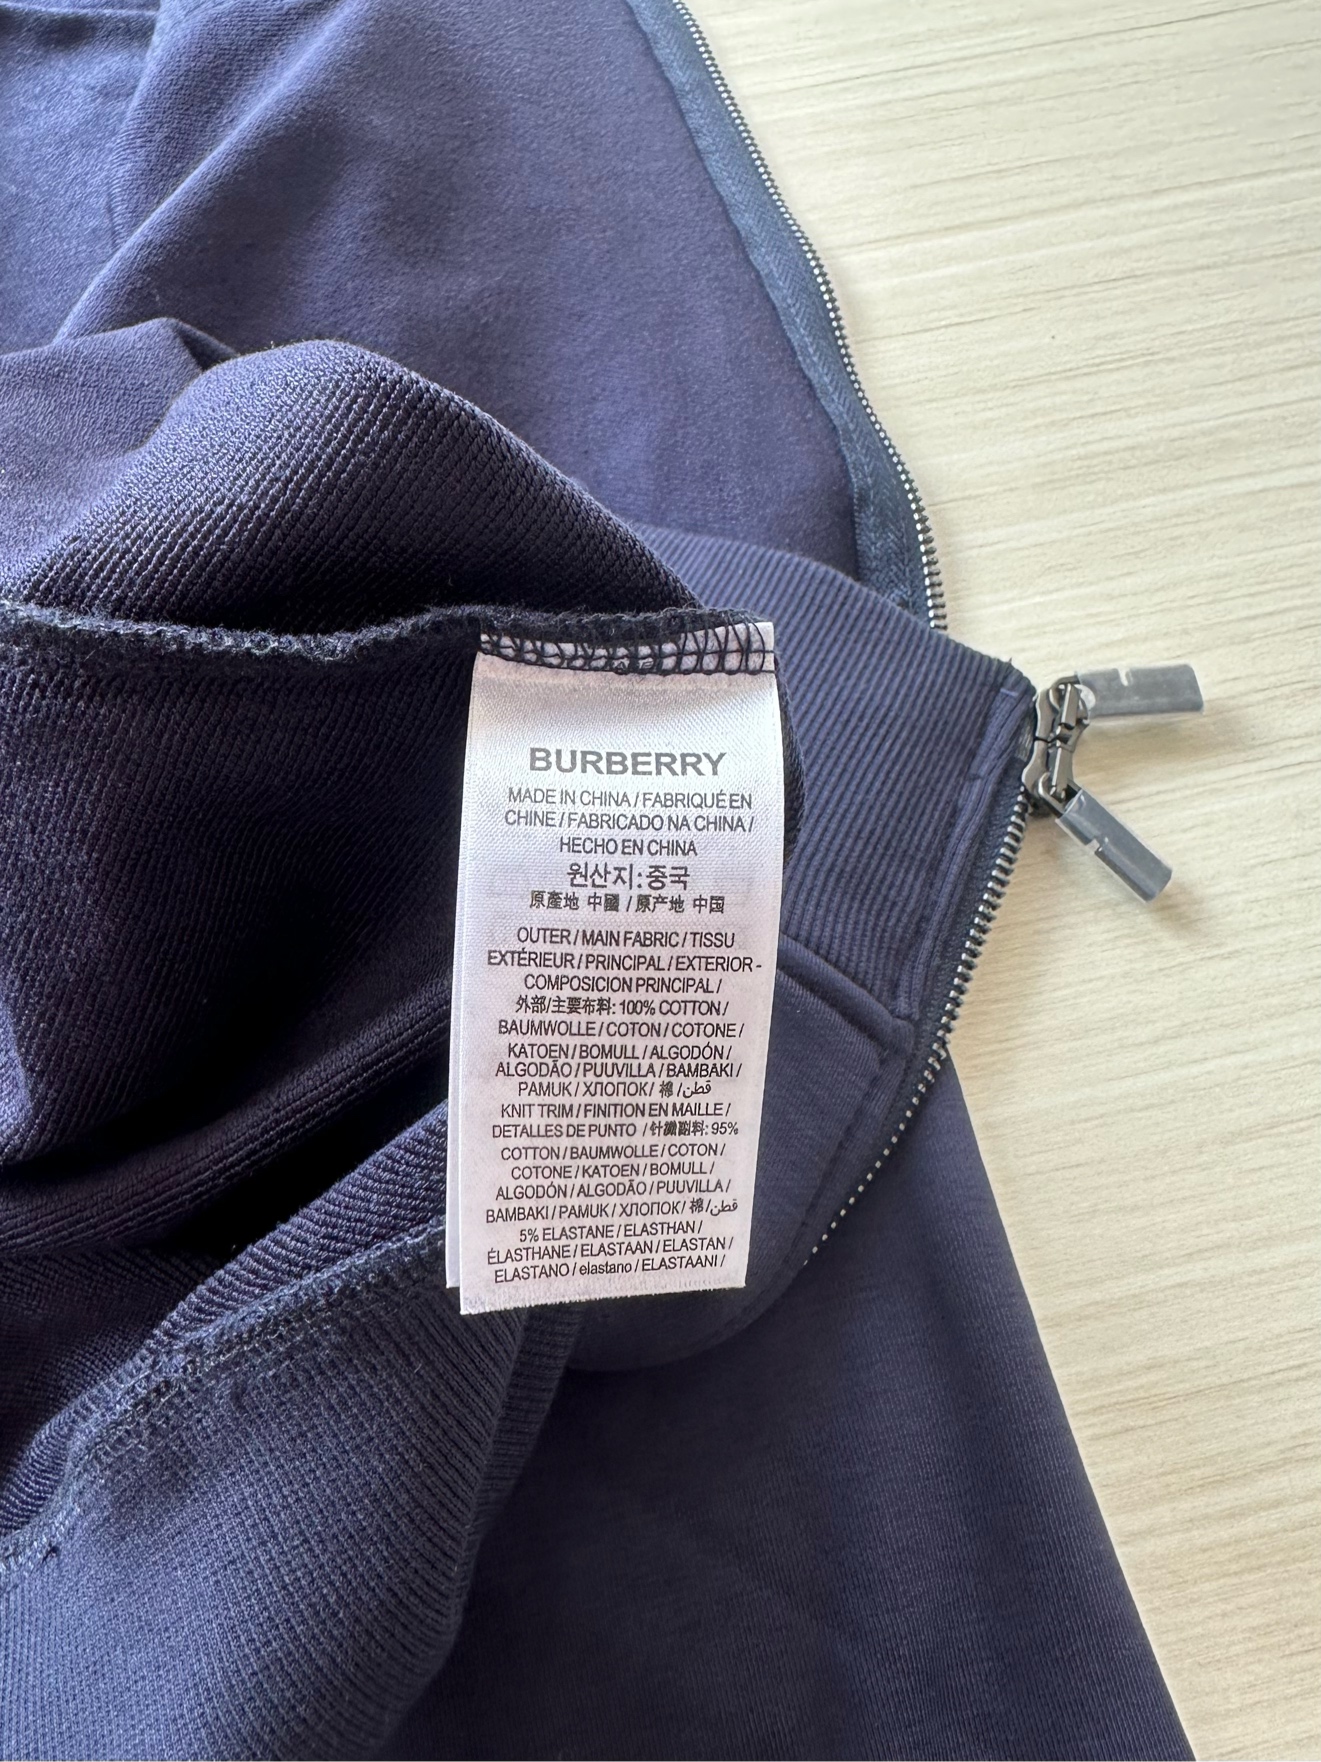 BURBERRY
MADE IN CHINA / FABRIQUÉ EN
CHINE / FABRICADO NA CHINA /
HECHO EN CHINA
원산지:중국
原產地 中國 / 原产地 中国
OUTER / MAIN FABRIC / TISSU
EXTÉRIEUR / PRINCIPAL / EXTERIOR -
COMPOSICION PRINCIPAL /
外部/主要布料: 100% COTTON /
BAUMWOLLE / COTON / COTONE /
KATOEN / BOMULL / ALGODÓN /
ALGODÃO / PUUVILLA / BAMBAKI /
PAMUK / ХЛОПОК / 棉 / قطن
KNIT TRIM / FINITION EN MAILLE /
DETALLES DE PUNTO / 針織副料: 95%
COTTON / BAUMWOLLE / COTON /
COTONE / KATOEN / BOMULL /
ALGODÓN / ALGODÃO / PUUVILLA /
BAMBAKI / PAMUK / ХЛОПОК / 棉 / قطن
5% ELASTANE / ELASTHAN /
ÉLASTHANE / ELASTAAN / ELASTAN /
ELASTANO / elastano / ELASTAANI /